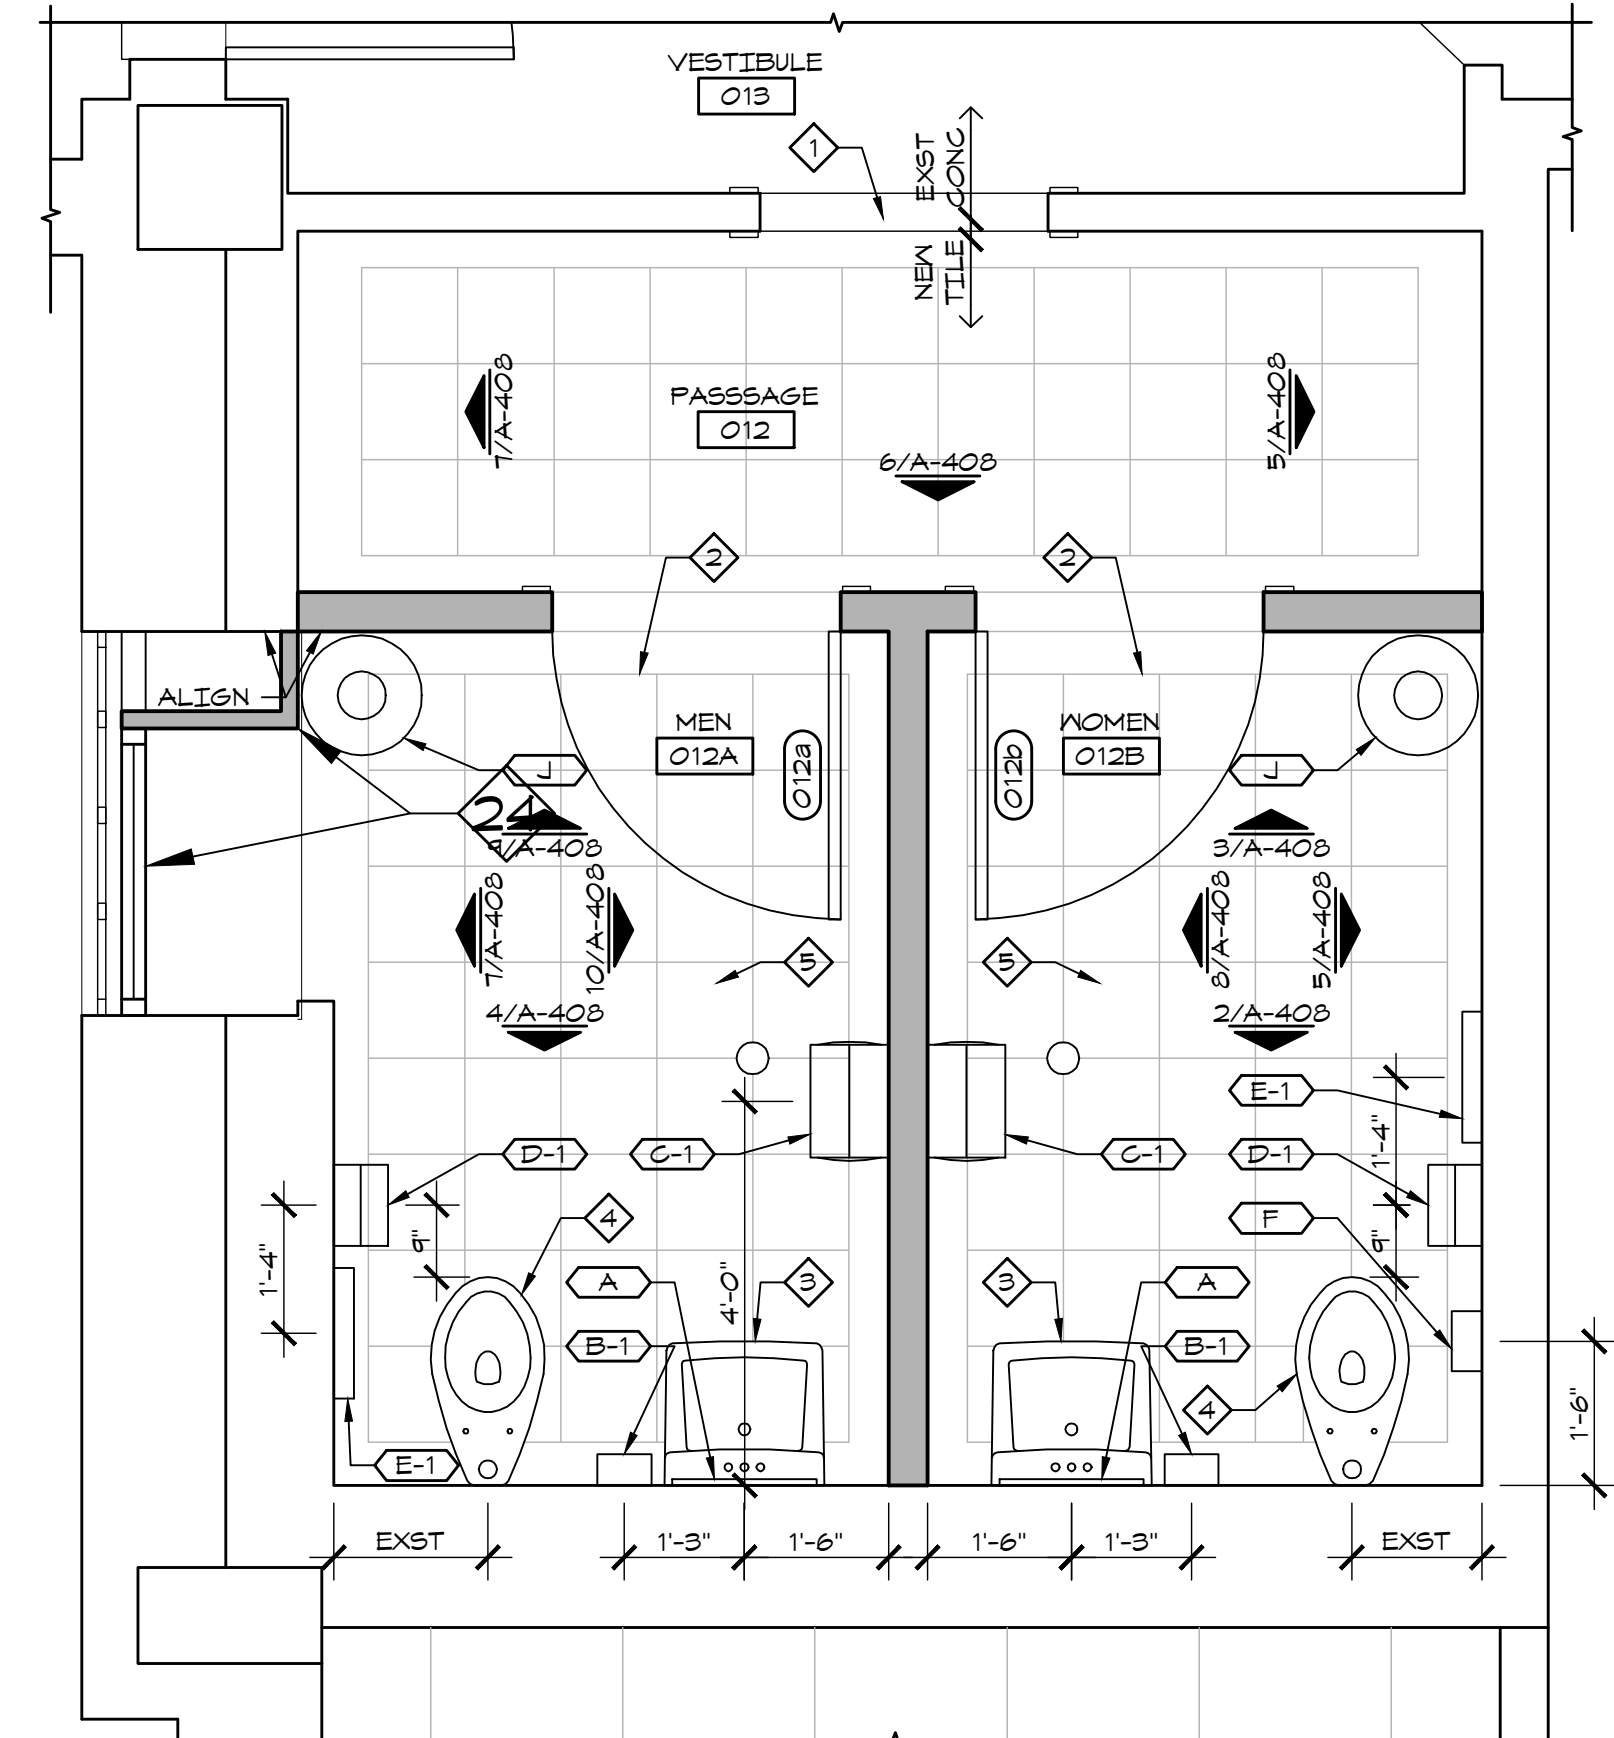 VESTIBULE
013
1
EXST
CONC
NEW
TILE
7/A-408
PASSSAGE
012
5/A-408
6/A-408
2
2
ALIGN
MEN
012A
012a
012b
WOMEN
012B
J
J
24
9/A-408
3/A-408
7/A-408
10/A-408
8/A-408
5/A-408
5
5
4/A-408
2/A-408
E-1
D-1
C-1
C-1
D-1
1'-4"
4
F
1'-4"
9"
9"
A
4'-0"
3
3
A
B-1
B-1
4
1'-6"
E-1
EXST
1'-3"
1'-6"
1'-6"
1'-3"
EXST